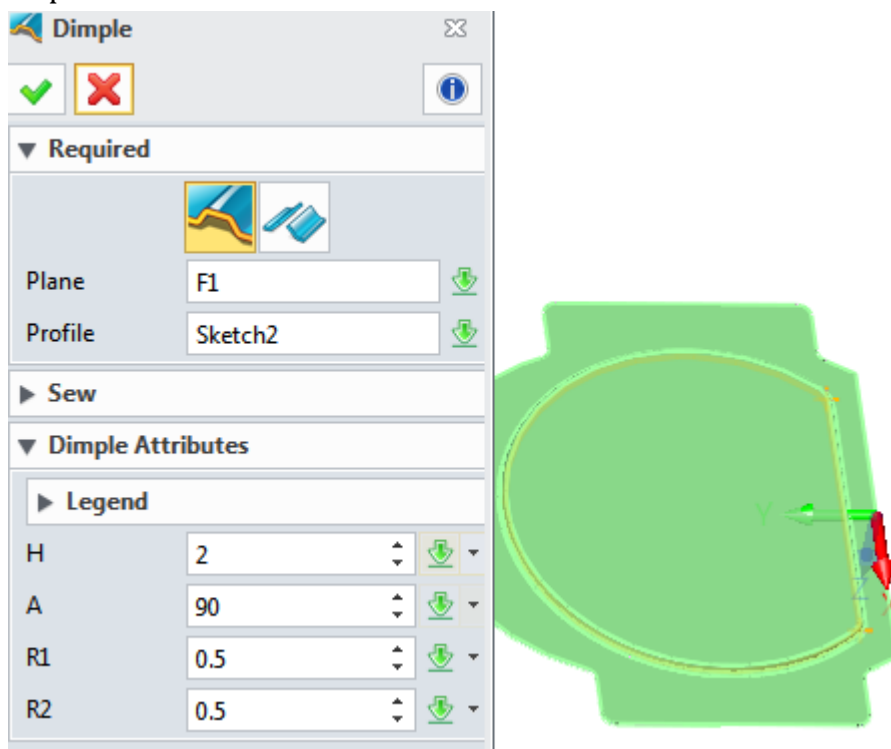 Dimple
Required
Plane F1
Profile Sketch2
Sew
Dimple Attributes
Legend
H 2
A 90
R1 0.5
R2 0.5
Y
Z
X